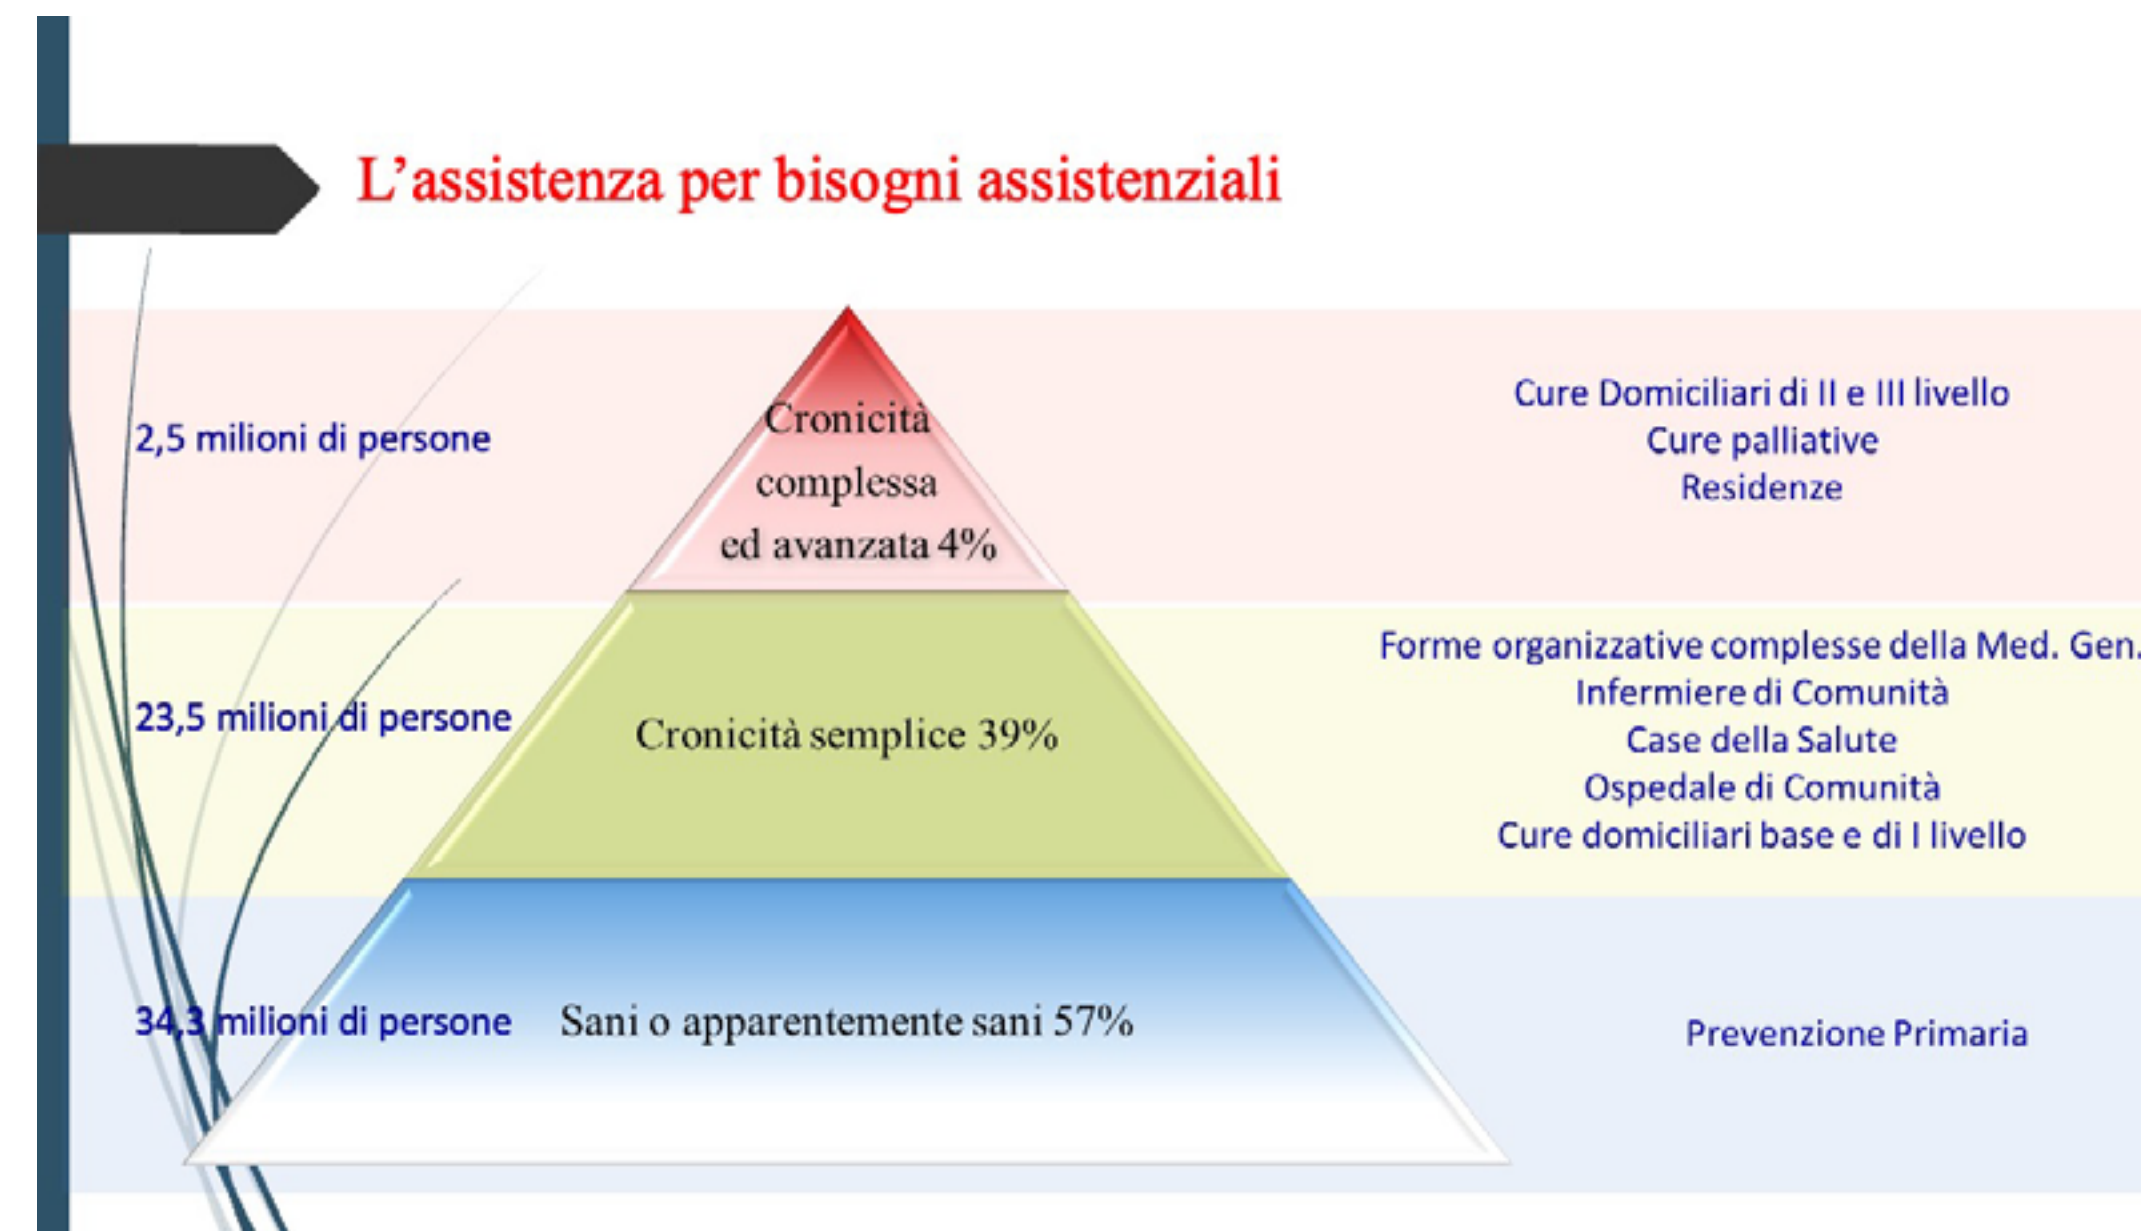 L’assistenza per bisogni assistenziali
2,5 milioni di persone
Cronicità
complessa
ed avanzata 4%
Cure Domiciliari di II e III livello
Cure palliative
Residenze
23,5 milioni di persone
Cronicità semplice 39%
Forme organizzative complesse della Med. Gen.
Infermiere di Comunità
Case della Salute
Ospedale di Comunità
Cure domiciliari base e di I livello
34,3 milioni di persone
Sani o apparentemente sani 57%
Prevenzione Primaria